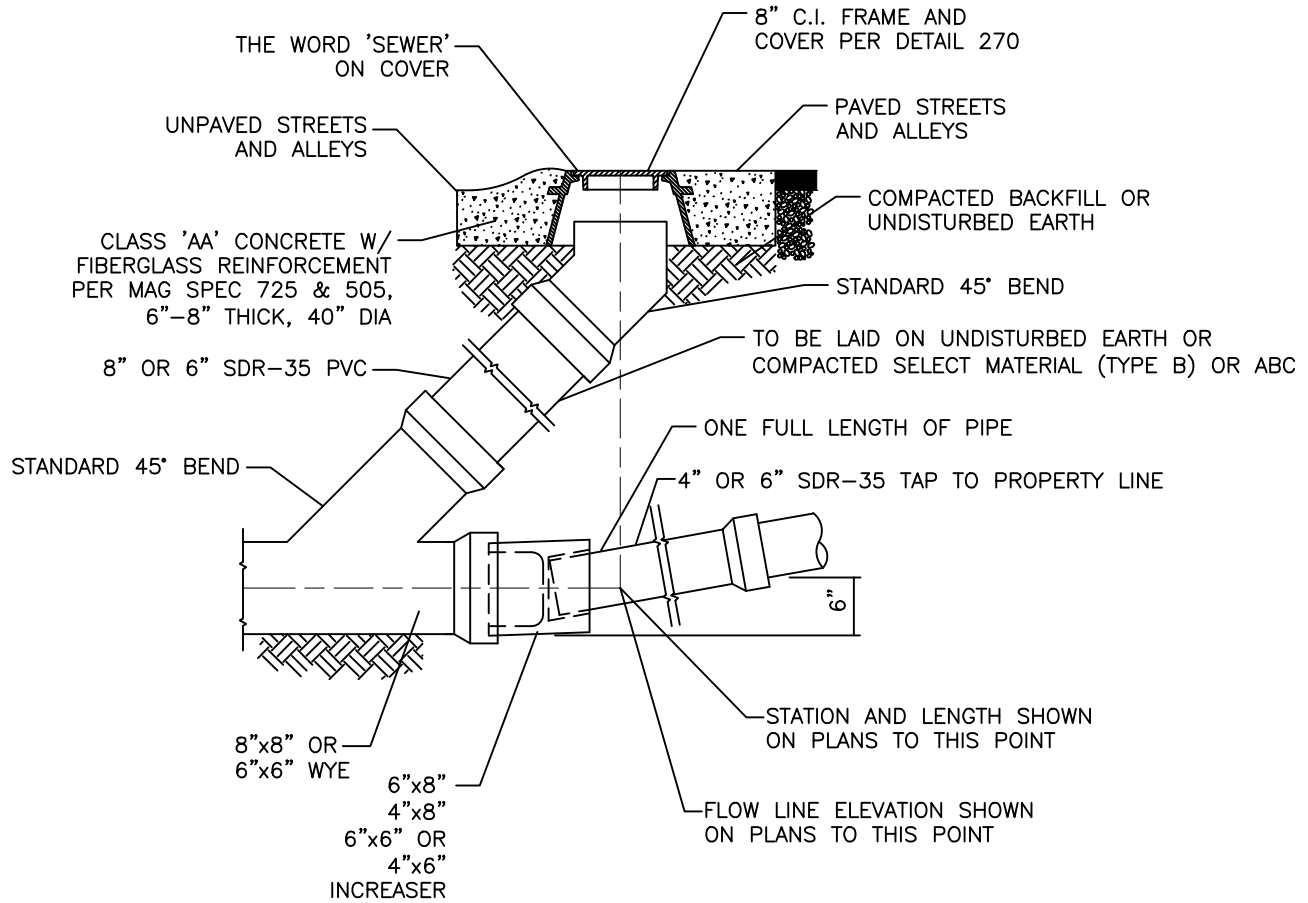 8” C.I. FRAME AND
COVER PER DETAIL 270
THE WORD ’SEWER’
ON COVER
PAVED STREETS
AND ALLEYS
UNPAVED STREETS
AND ALLEYS
COMPACTED BACKFILL OR
UNDISTURBED EARTH
CLASS ’AA’ CONCRETE W/
FIBERGLASS REINFORCEMENT
PER MAG SPEC 725 & 505,
6”–8” THICK, 40” DIA
STANDARD 45° BEND
TO BE LAID ON UNDISTURBED EARTH OR
COMPACTED SELECT MATERIAL (TYPE B) OR ABC
8” OR 6” SDR–35 PVC
ONE FULL LENGTH OF PIPE
STANDARD 45° BEND
4” OR 6” SDR–35 TAP TO PROPERTY LINE
6”
STATION AND LENGTH SHOWN
ON PLANS TO THIS POINT
8”x8” OR
6”x6” WYE
6”x8”
4”x8”
6”x6” OR
4”x6”
INCREASER
FLOW LINE ELEVATION SHOWN
ON PLANS TO THIS POINT